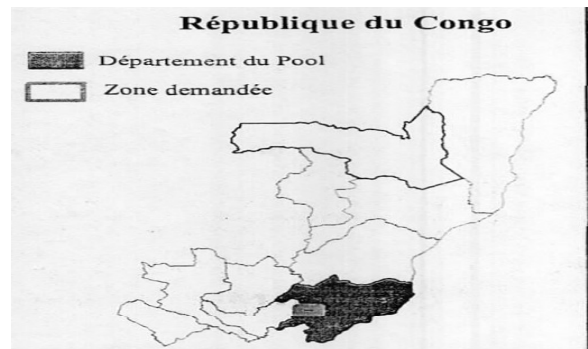 République du Congo
Département du Pool
Zone demandée